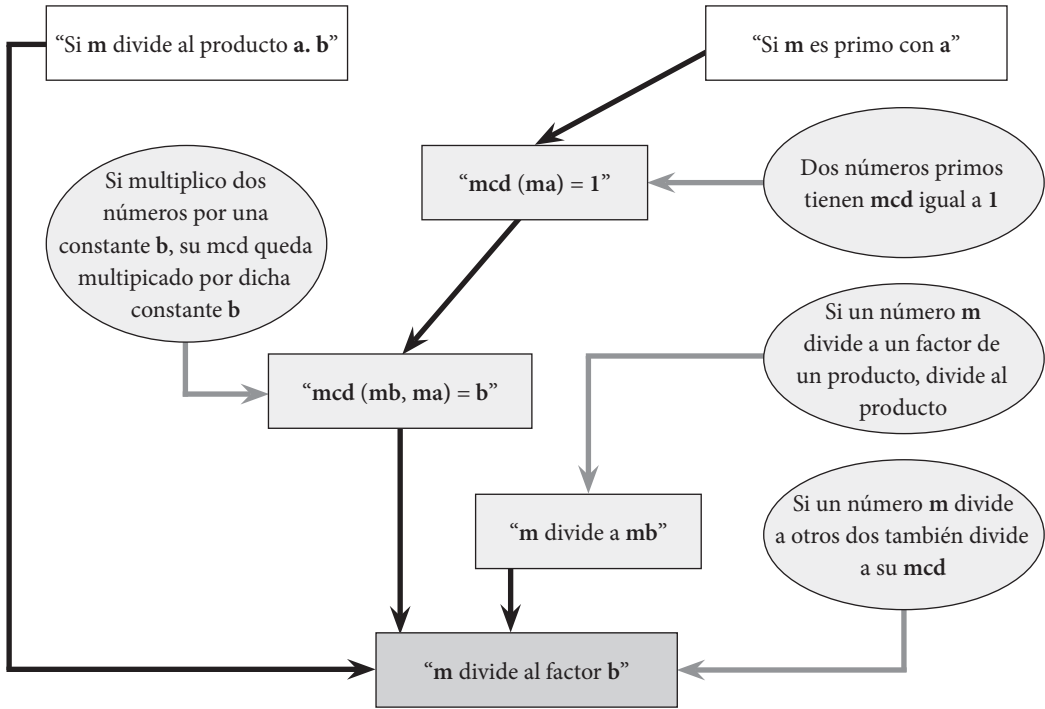 “Si m divide al producto a. b”
“Si m es primo con a”
“mcd (ma) = 1”
Dos números primos
tienen mcd igual a 1
Si multiplico dos
números por una
constante b, su mcd queda
multipicado por dicha
constante b
Si un número m
divide a un factor de
un producto, divide al
producto
“mcd (mb, ma) = b”
“m divide a mb”
Si un número m divide
a otros dos también divide
a su mcd
“m divide al factor b”